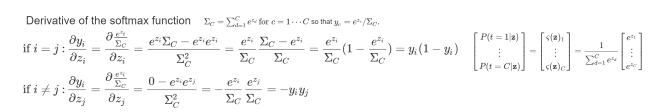 Derivative of the softmax function Σ_C = ∑_{d=1}^{C} e^{z_d} for c = 1⋯C so that y_c = e^{z_c}/Σ_C.
if i = j : ∂y_i/∂z_i = ∂(e^{z_i}/Σ_C)/∂z_i = (e^{z_i}Σ_C − e^{z_i}e^{z_i})/Σ_C^2 = (e^{z_i}/Σ_C) (Σ_C − e^{z_i})/Σ_C = (e^{z_i}/Σ_C)(1 − e^{z_i}/Σ_C) = y_i(1 − y_i) [P(t = 1|z) ⋮ P(t = C|z)] = [ς(z)_1 ⋮ ς(z)_C] = 1/(∑_{d=1}^{C} e^{z_d}) [e^{z_1} ⋮ e^{z_C}]
if i ≠ j : ∂y_i/∂z_j = ∂(e^{z_i}/Σ_C)/∂z_j = (0 − e^{z_i}e^{z_j})/Σ_C^2 = −(e^{z_i}/Σ_C) (e^{z_j}/Σ_C) = −y_iy_j